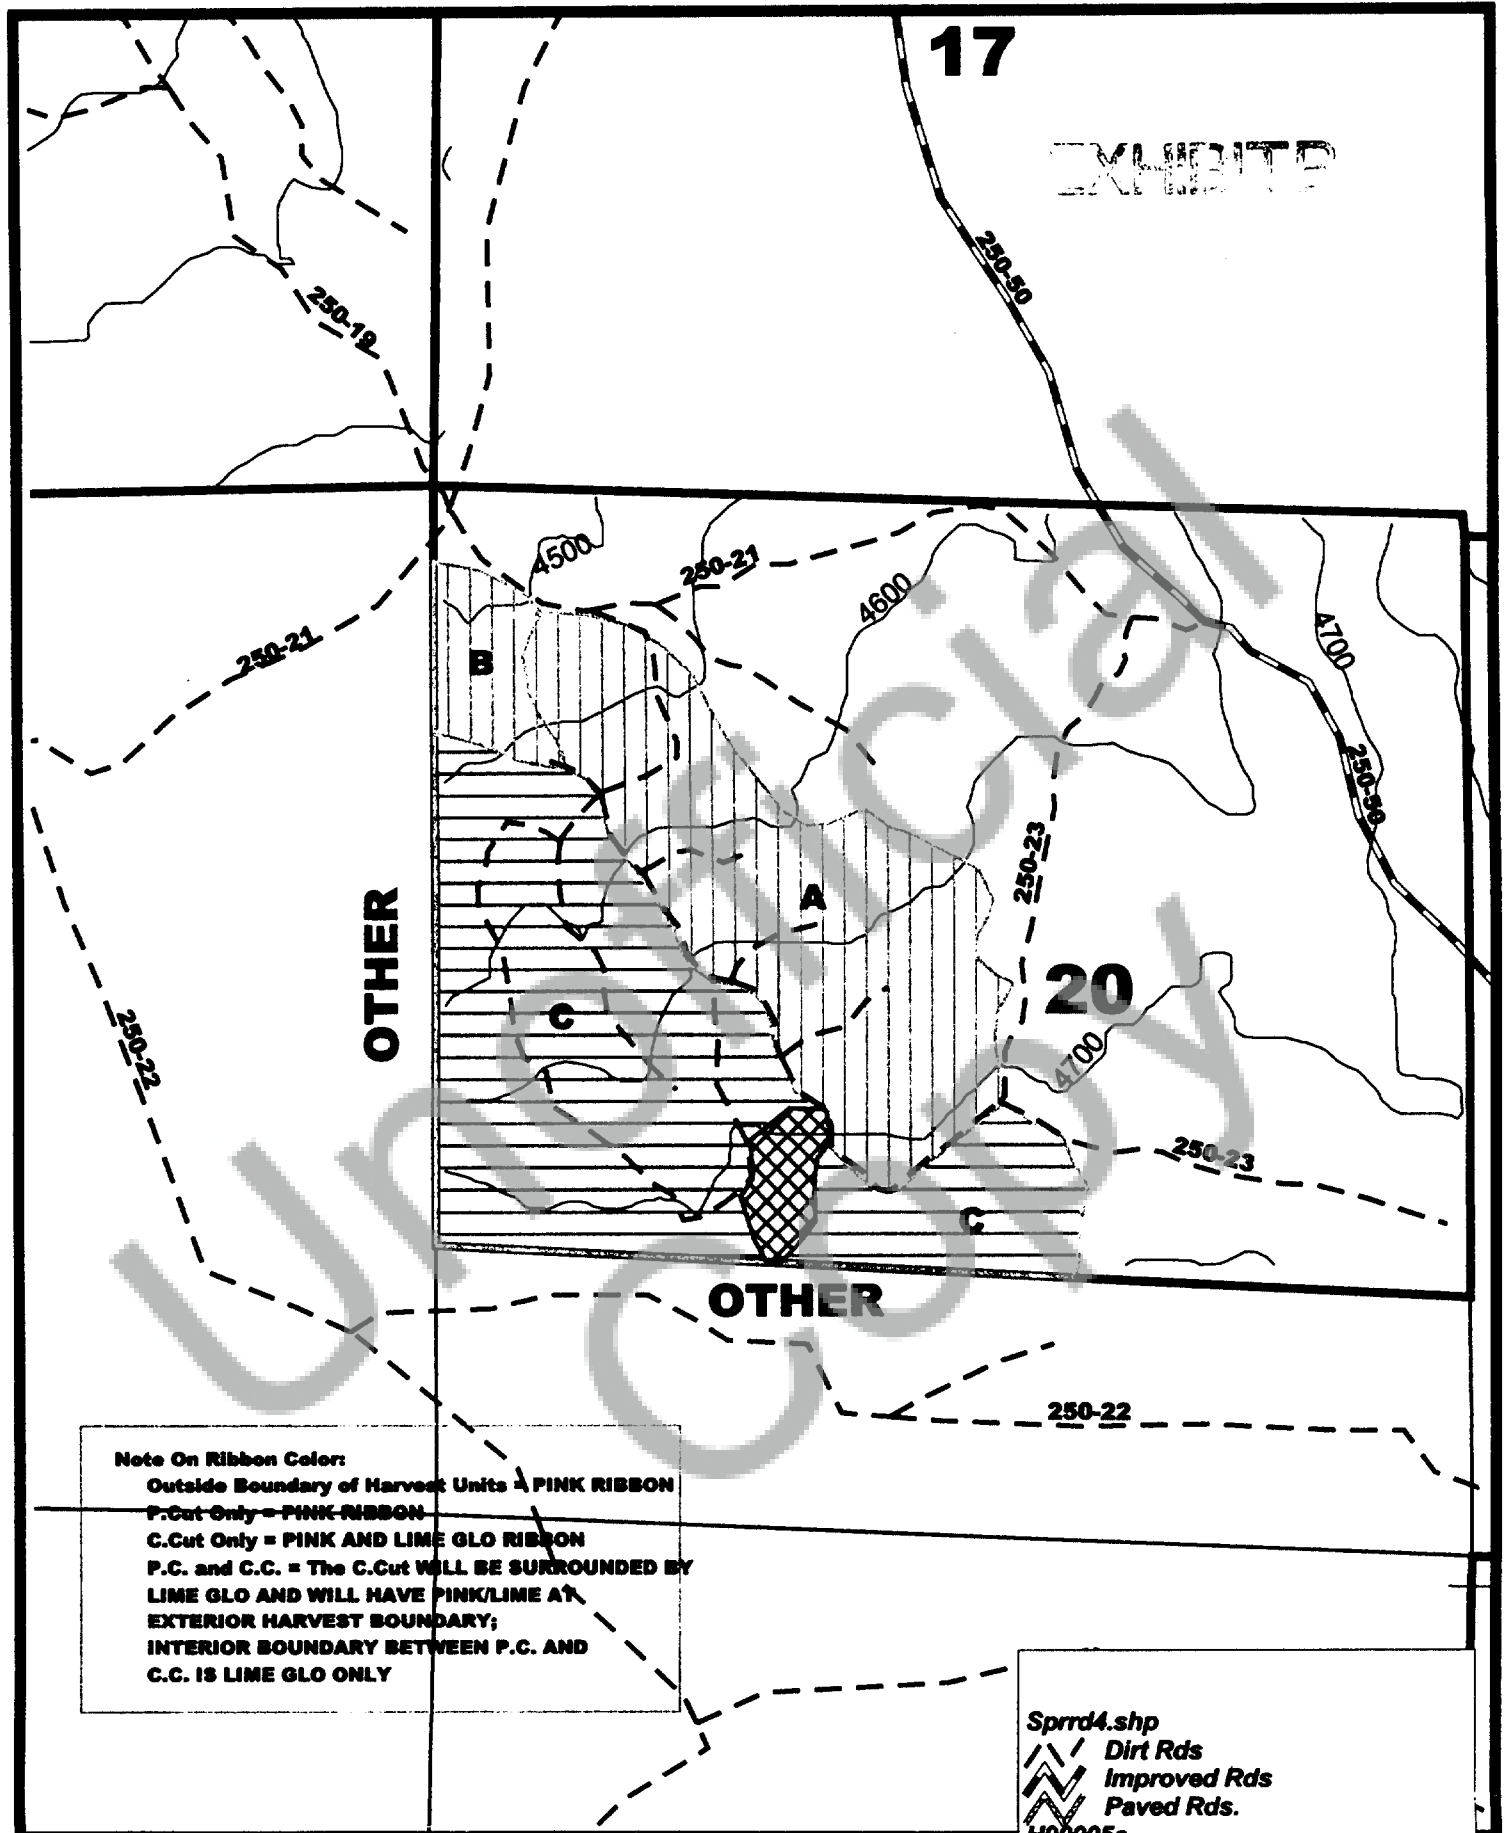 17
EXHIBIT B
250-50
250-19
4500
250-21
4600
250-21
4700
B
250-50
250-23
A
OTHER
20
C
250-22
4700
250-23
C
OTHER
250-22
Note On Ribbon Color:
Outside Boundary of Harvest Units = PINK RIBBON
P.Cut Only = PINK RIBBON
C.Cut Only = PINK AND LIME GLO RIBBON
P.C. and C.C. = The C.Cut WILL BE SURROUNDED BY
LIME GLO AND WILL HAVE PINK/LIME AT
EXTERIOR HARVEST BOUNDARY;
INTERIOR BOUNDARY BETWEEN P.C. AND
C.C. IS LIME GLO ONLY
Sprrd4.shp
Dirt Rds
Improved Rds
Paved Rds.
Unofficial
Copy